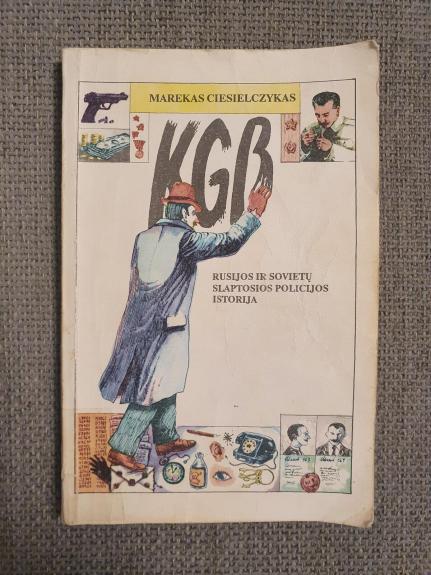 MAREKAS CIESIELCZYKAS
KGB
RUSIJOS IR SOVIETŲ
SLAPTOSIOS POLICIJOS
ISTORIJA